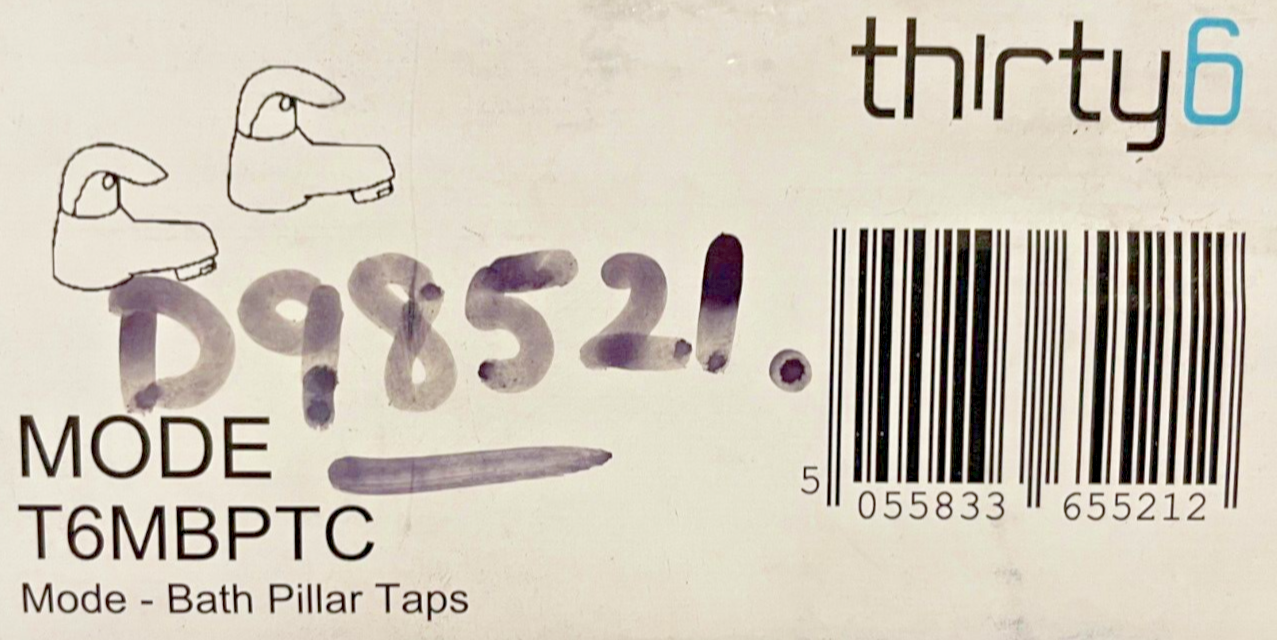 thirty6
D98521.
MODE
T6MBPTC
Mode - Bath Pillar Taps
5 055833 655212